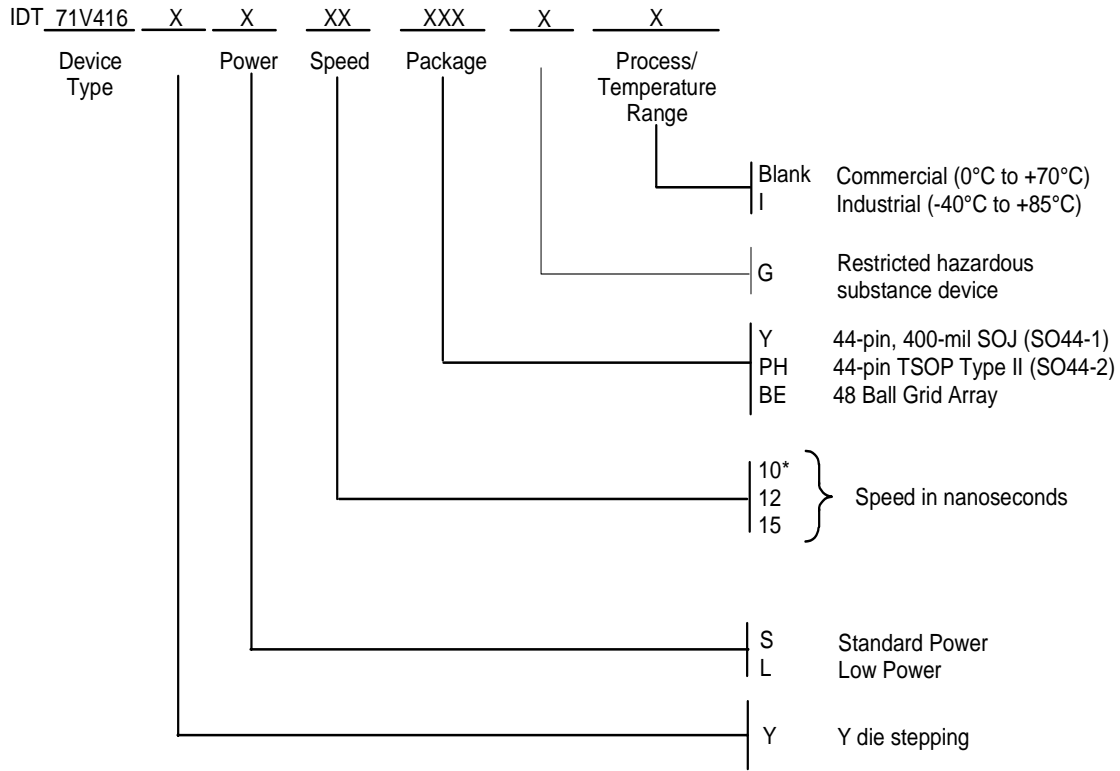 IDT 71V416 X X XX XXX X X
Device Type
Power
Speed
Package
Process/
Temperature
Range
Blank Commercial (0°C to +70°C)
I Industrial (-40°C to +85°C)
G Restricted hazardous
substance device
Y 44-pin, 400-mil SOJ (SO44-1)
PH 44-pin TSOP Type II (SO44-2)
BE 48 Ball Grid Array
10*
12 Speed in nanoseconds
15
S Standard Power
L Low Power
Y Y die stepping